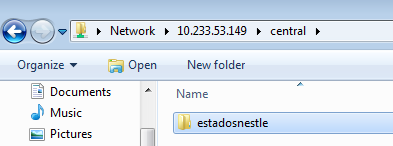 Network 10.233.53.149 central
Organize Open New folder
Documents
Music
Pictures
Name
estadosnestle